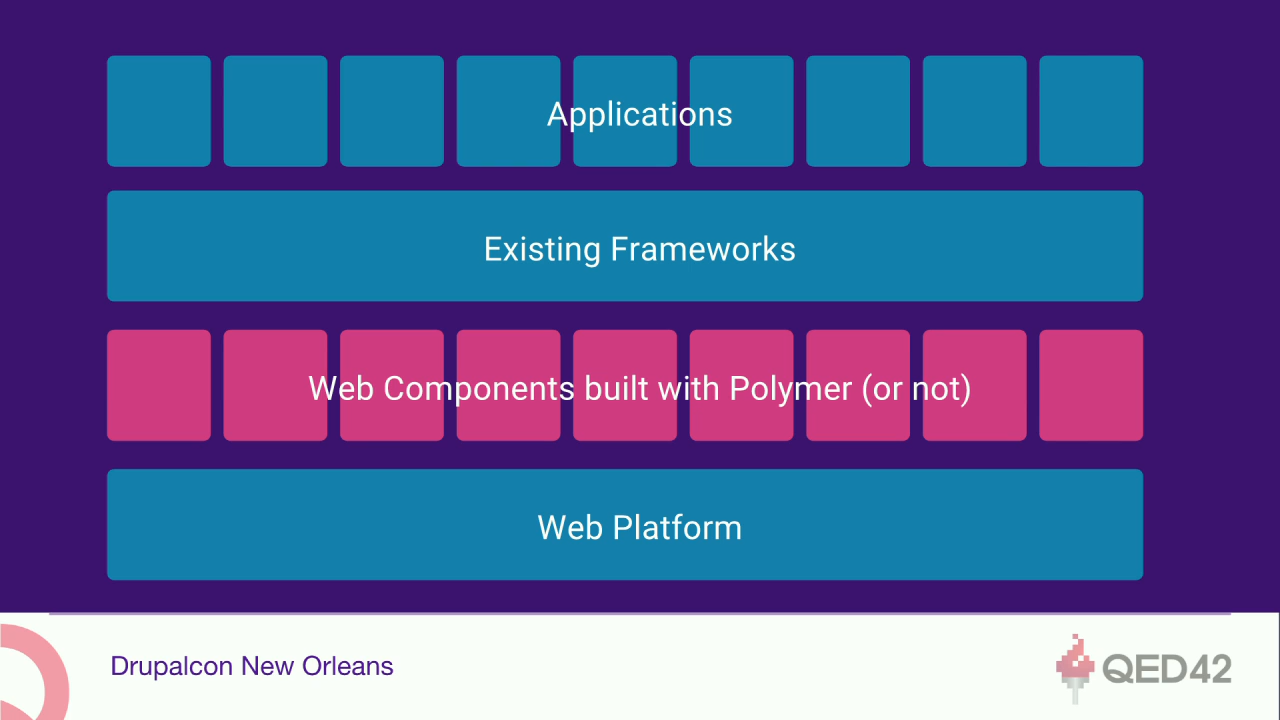 Applications
Existing Frameworks
Web Components built with Polymer (or not)
Web Platform
Drupalcon New Orleans
QED42